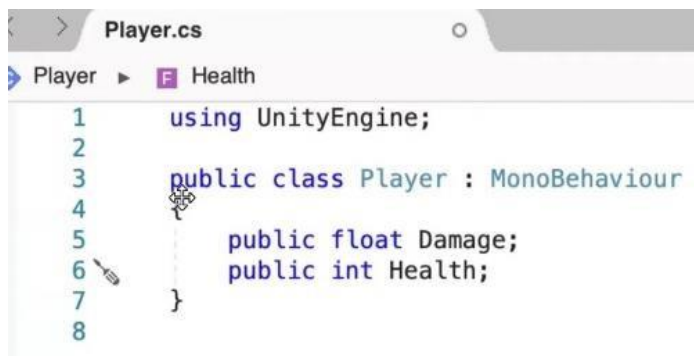 Player.cs
Player ▸ F Health
1 using UnityEngine;
2
3 public class Player : MonoBehaviour
4 {
5     public float Damage;
6     public int Health;
7 }
8